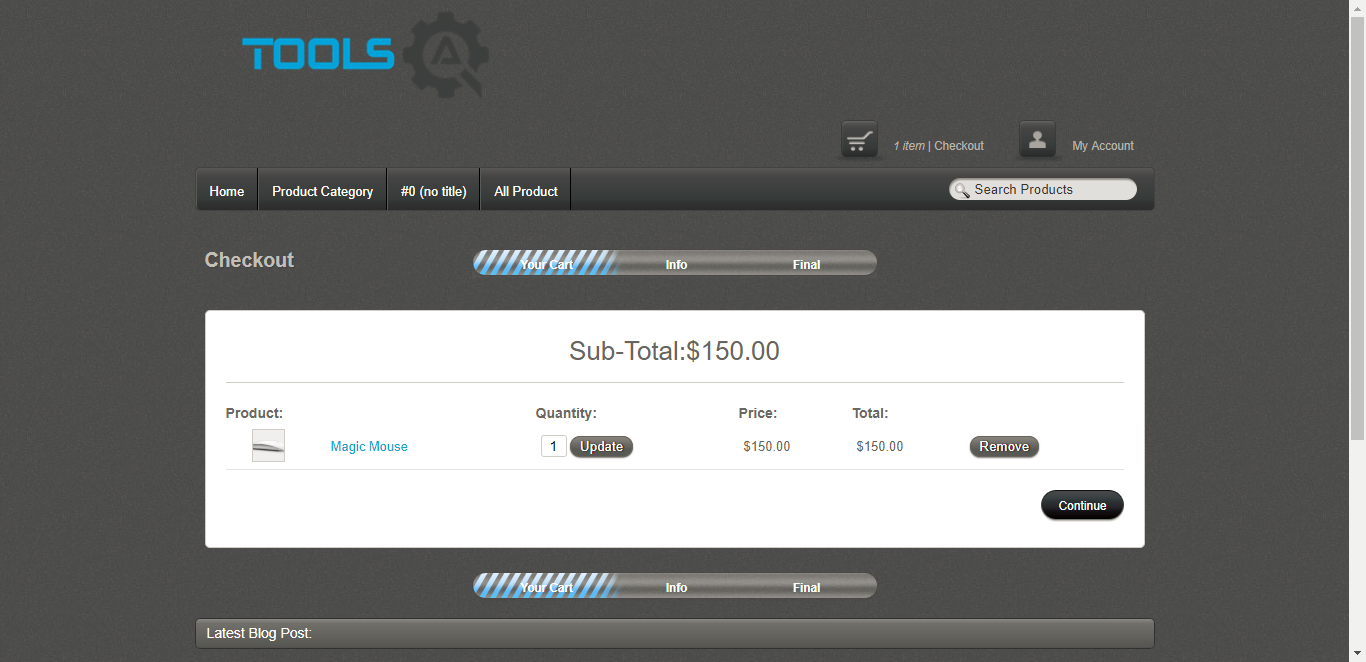 TOOLS
1 item | Checkout
My Account
Home
Product Category
#0 (no title)
All Product
Search Products
Checkout
Your Cart
Info
Final
Sub-Total:$150.00
Product:
Quantity:
Price:
Total:
Magic Mouse
1
Update
$150.00
$150.00
Remove
Continue
Your Cart
Info
Final
Latest Blog Post: